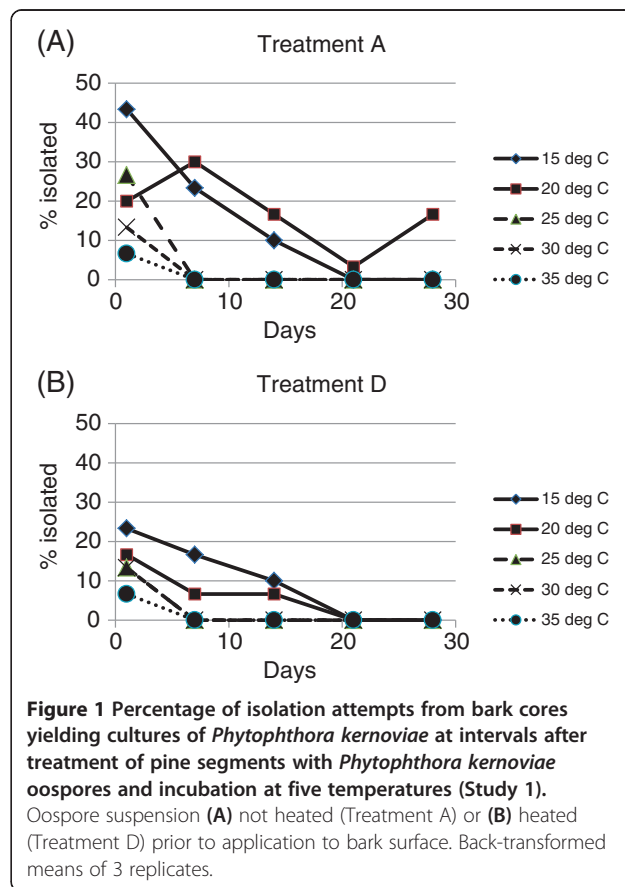 (A)
Treatment A
% isolated
50
40
30
20
10
0
0 10 20 30
Days
15 deg C
20 deg C
25 deg C
30 deg C
35 deg C
(B)
Treatment D
% isolated
50
40
30
20
10
0
0 10 20 30
Days
15 deg C
20 deg C
25 deg C
30 deg C
35 deg C
Figure 1 Percentage of isolation attempts from bark cores
yielding cultures of Phytophthora kernoviae at intervals after
treatment of pine segments with Phytophthora kernoviae
oospores and incubation at five temperatures (Study 1).
Oospore suspension (A) not heated (Treatment A) or (B) heated
(Treatment D) prior to application to bark surface. Back-transformed
means of 3 replicates.